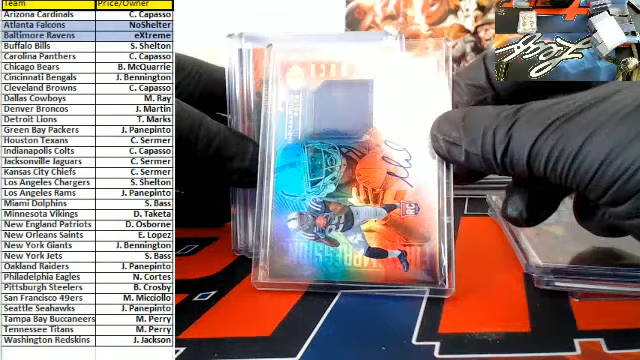 Team Price/Owner
Arizona Cardinals C. Capasso
Atlanta Falcons NoShelter
Baltimore Ravens eXtreme
Buffalo Bills S. Shelton
Carolina Panthers C. Capasso
Chicago Bears B. McQuarrie
Cincinnati Bengals J. Bennington
Cleveland Browns C. Capasso
Dallas Cowboys M. Ray
Denver Broncos J. Martin
Detroit Lions T. Marks
Green Bay Packers J. Panepinto
Houston Texans C. Sermer
Indianapolis Colts C. Capasso
Jacksonville Jaguars C. Sermer
Kansas City Chiefs C. Sermer
Los Angeles Chargers S. Shelton
Los Angeles Rams J. Panepinto
Miami Dolphins S. Bass
Minnesota Vikings D. Taketa
New England Patriots D. Osborne
New Orleans Saints E. Lopez
New York Giants J. Bennington
New York Jets S. Bass
Oakland Raiders J. Panepinto
Philadelphia Eagles N. Cortes
Pittsburgh Steelers B. Crosby
San Francisco 49ers M. Micciollo
Seattle Seahawks J. Panepinto
Tampa Bay Buccaneers M. Perry
Tennessee Titans M. Perry
Washington Redskins J. Jackson
Leaf
RC